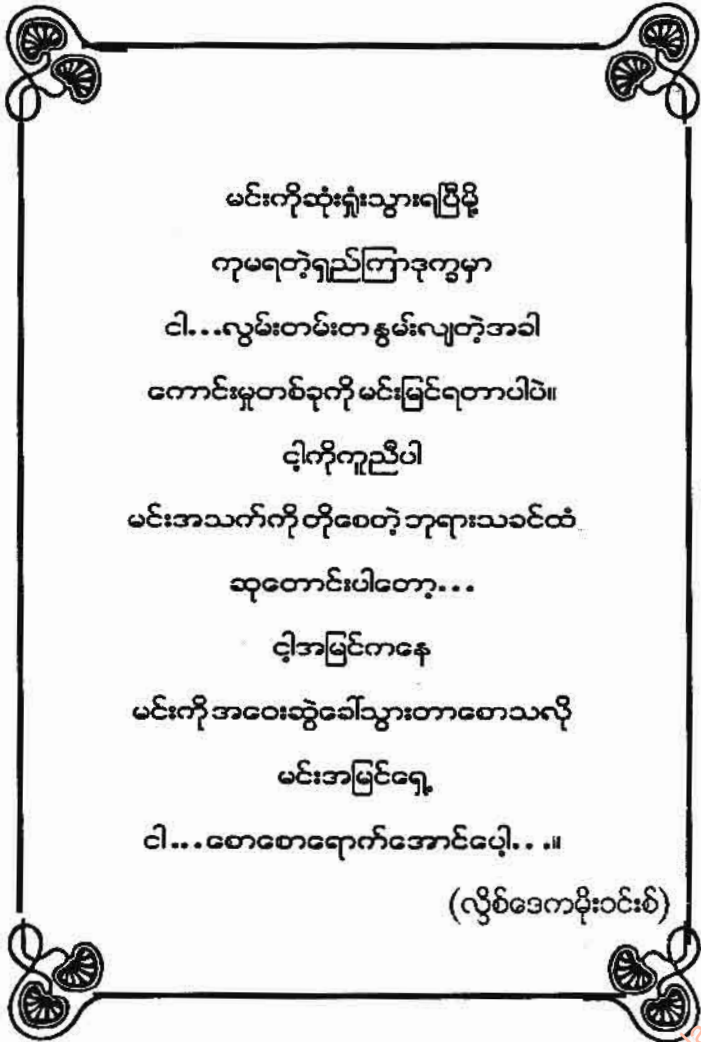 မင်းကိုဆုံးရှုံးသွားရပြီမို့
ကုမရတဲ့ရှည်ကြာဒုက္ခမှာ
ငါ...လွမ်းတမ်းတနွမ်းလျတဲ့အခါ
ကောင်းမှုတစ်ခုကိုမင်းမြင်ရတာပါပဲ။
ငါ့ကိုကူညီပါ
မင်းအသက်ကိုတိုစေတဲ့ဘုရားသခင်ထံ
ဆုတောင်းပါတော့...
ငါ့အမြင်ကနေ
မင်းကိုအဝေးဆွဲခေါ်သွားတာစောသလို
မင်းအမြင်ရှေ့
ငါ...စောစောရောက်အောင်ပေါ့...။
(လွိစ်ဒေကမိုးဝင်းစ်)